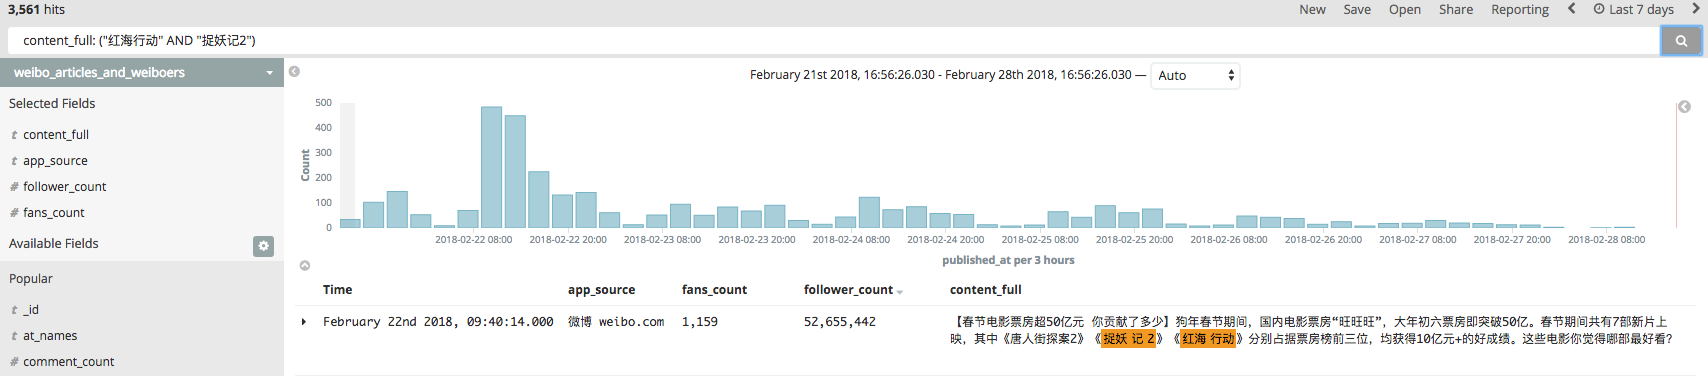 3,561 hits
New Save Open Share Reporting Last 7 days
content_full: ("红海行动" AND "捉妖记2")
weibo_articles_and_weiboers
Selected Fields
t content_full
t app_source
# follower_count
# fans_count
Available Fields
Popular
t _id
t at_names
# comment_count
February 21st 2018, 16:56:26.030 - February 28th 2018, 16:56:26.030 — Auto
Count
500
400
300
200
100
0
2018-02-22 08:00 2018-02-22 20:00 2018-02-23 08:00 2018-02-23 20:00 2018-02-24 08:00 2018-02-24 20:00 2018-02-25 08:00 2018-02-25 20:00 2018-02-26 08:00 2018-02-26 20:00 2018-02-27 08:00 2018-02-27 20:00 2018-02-28 08:00
published_at per 3 hours
Time app_source fans_count follower_count content_full
February 22nd 2018, 09:40:14.000 微博 weibo.com 1,159 52,655,442 【春节电影票房超50亿元 你贡献了多少】狗年春节期间，国内电影票房“旺旺旺”，大年初六票房即突破50亿。春节期间共有7部新片上
映，其中《唐人街探案2》《捉妖 记 2》《红海 行动》分别占据票房榜前三位，均获得10亿元+的好成绩。这些电影你觉得哪部最好看？